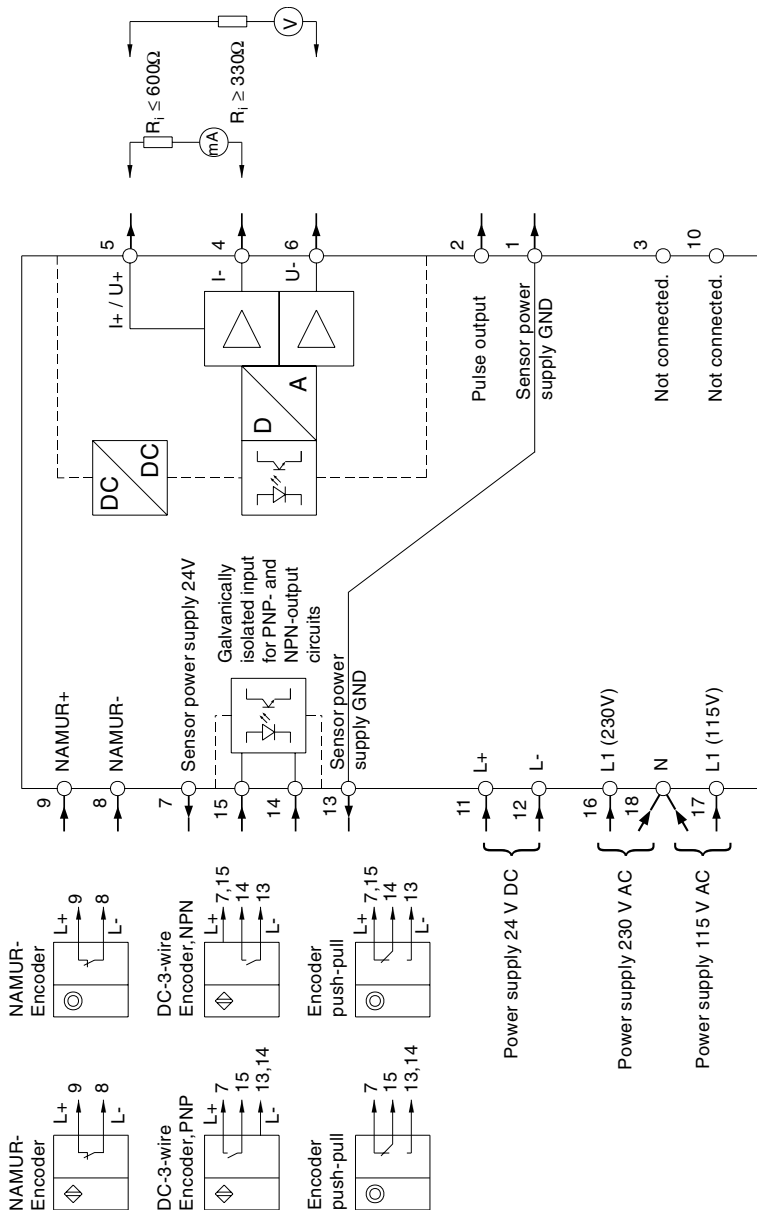 NAMUR-
Encoder
L+
9
8
L-
NAMUR-
Encoder
L+
9
8
L-
DC-3-wire
Encoder,PNP
L+
7
15
13,14
L-
DC-3-wire
Encoder,NPN
L+
7,15
14
13
L-
Encoder
push-pull
7
15
13,14
Encoder
push-pull
L+
7,15
14
13
L-
Power supply 24 V DC
Power supply 230 V AC
Power supply 115 V AC
9
NAMUR+
8
NAMUR-
7
Sensor power supply 24V
15
14
Galvanically
isolated input
for PNP- and
NPN-output
circuits
13
Sensor power
supply GND
11
L+
12
L-
16
L1 (230V)
18
N
17
L1 (115V)
DC
DC
D
A
I+ / U+
5
I-
4
U-
6
Pulse output
2
Sensor power
supply GND
1
Not connected.
3
Not connected.
10
Ri ≤ 600Ω
mA
Ri ≥ 330Ω
V